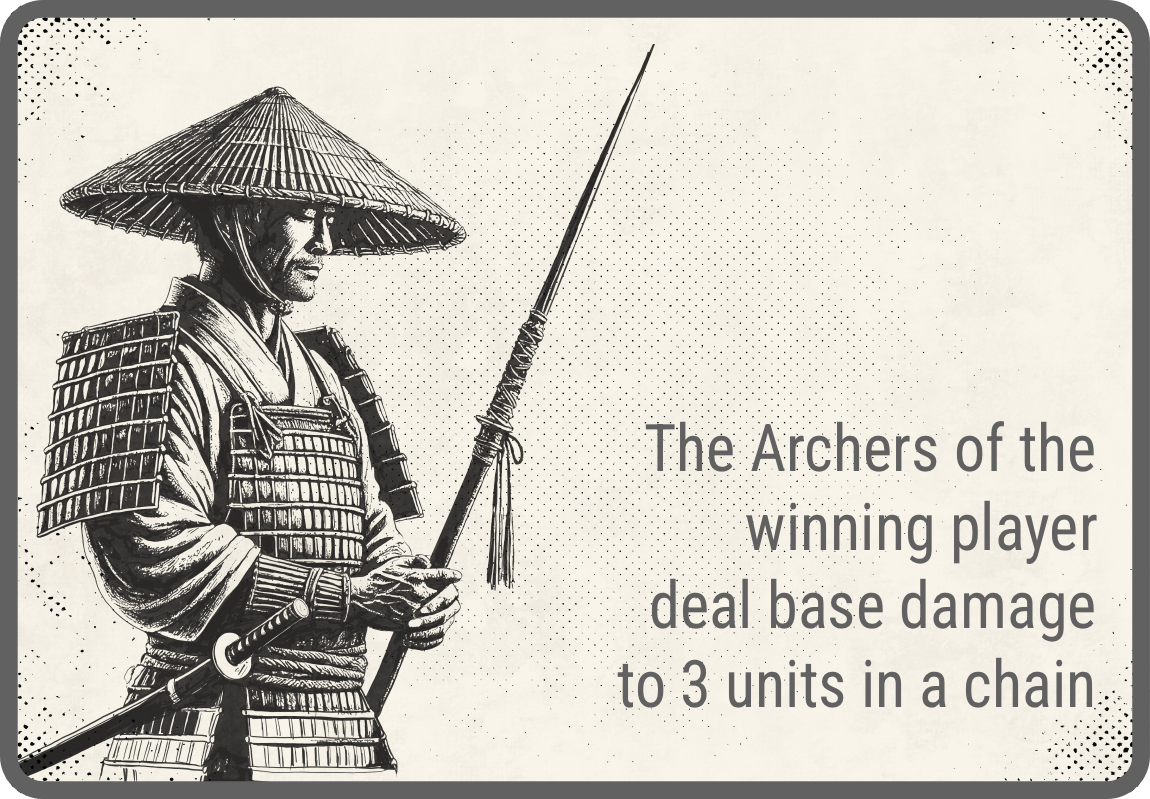 The Archers of the
winning player
deal base damage
to 3 units in a chain